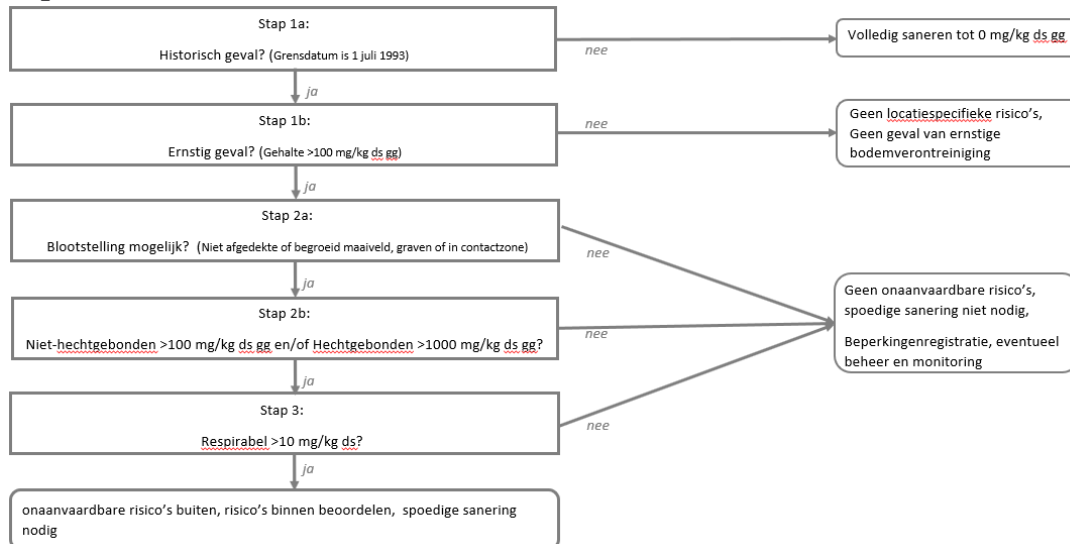 Stap 1a:
Historisch geval? (Grensdatum is 1 juli 1993)
nee
Volledig saneren tot 0 mg/kg ds gg
ja
Stap 1b:
Ernstig geval? (Gehalte >100 mg/kg ds gg)
nee
Geen locatiespecifieke risico's,
Geen geval van ernstige
bodemverontreiniging
ja
Stap 2a:
Blootstelling mogelijk? (Niet afgedekte of begroeid maaiveld, graven of in contactzone)
nee
ja
Stap 2b:
Niet-hechtgebonden >100 mg/kg ds gg en/of Hechtgebonden >1000 mg/kg ds gg?
nee
Geen onaanvaardbare risico's,
spoedige sanering niet nodig,
Beperkingenregistratie, eventueel
beheer en monitoring
ja
Stap 3:
Respirabel >10 mg/kg ds?
nee
ja
onaanvaardbare risico's buiten, risico's binnen beoordelen, spoedige sanering
nodig